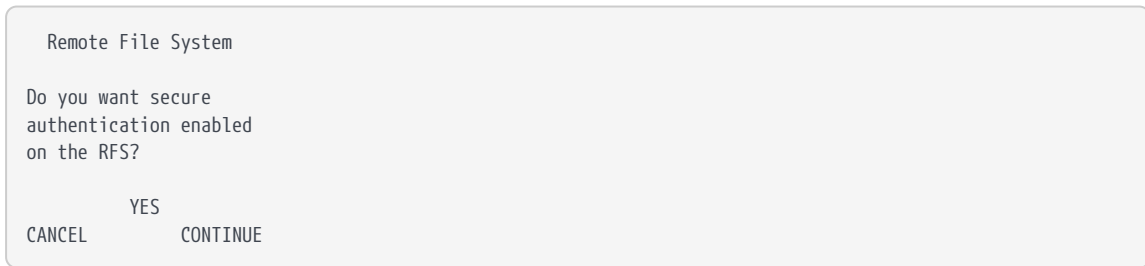 Remote File System
Do you want secure
authentication enabled
on the RFS?
YES
CANCEL CONTINUE